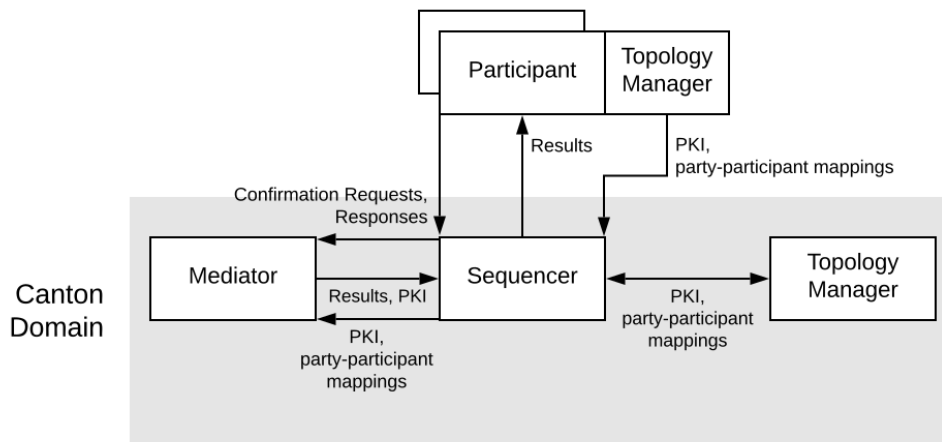 Participant
Topology
Manager
Results
PKI,
party-participant mappings
Confirmation Requests,
Responses
Canton
Domain
Mediator
Results, PKI
PKI,
party-participant
mappings
Sequencer
PKI,
party-participant
mappings
Topology
Manager